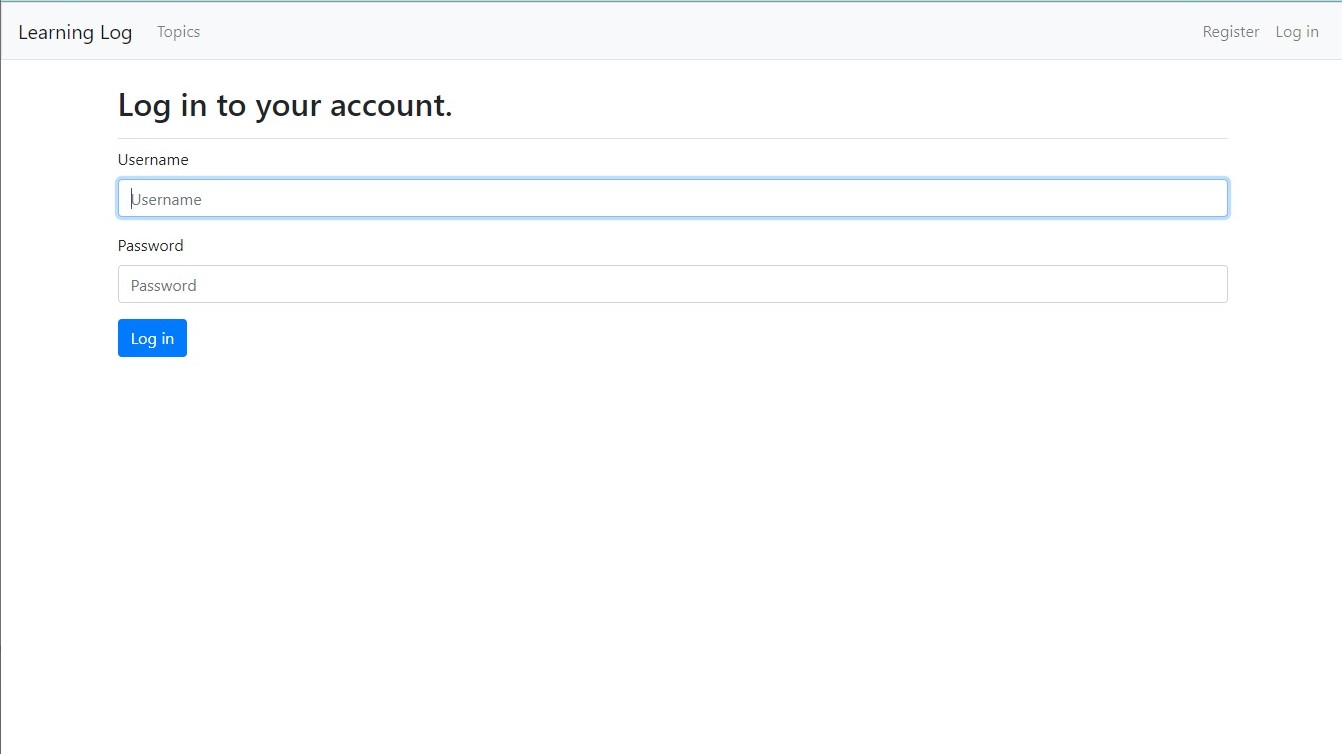 Learning Log Topics Register Log in
Log in to your account.
Username
Username
Password
Password
Log in